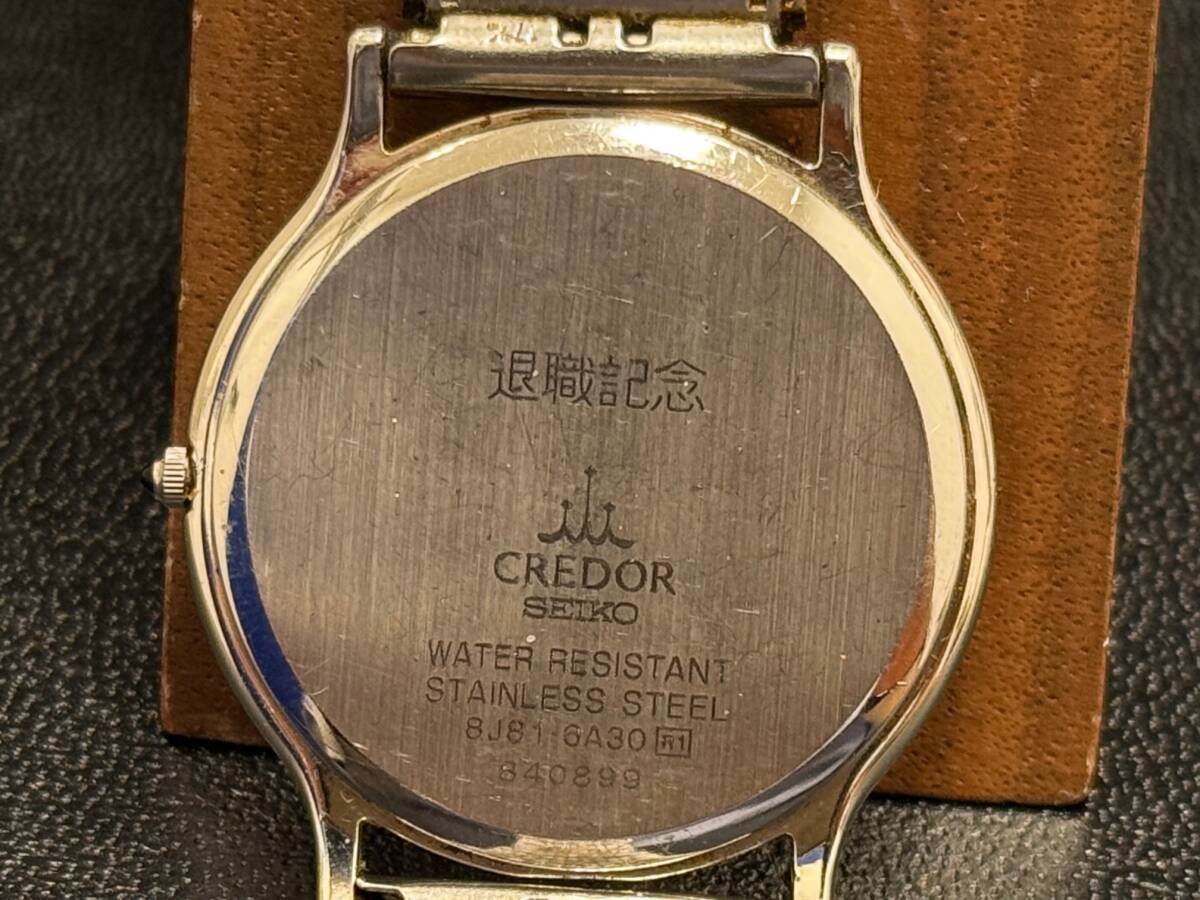 退職記念
CREDOR
SEIKO
WATER RESISTANT
STAINLESS STEEL
8J81-6A30 R1
840899